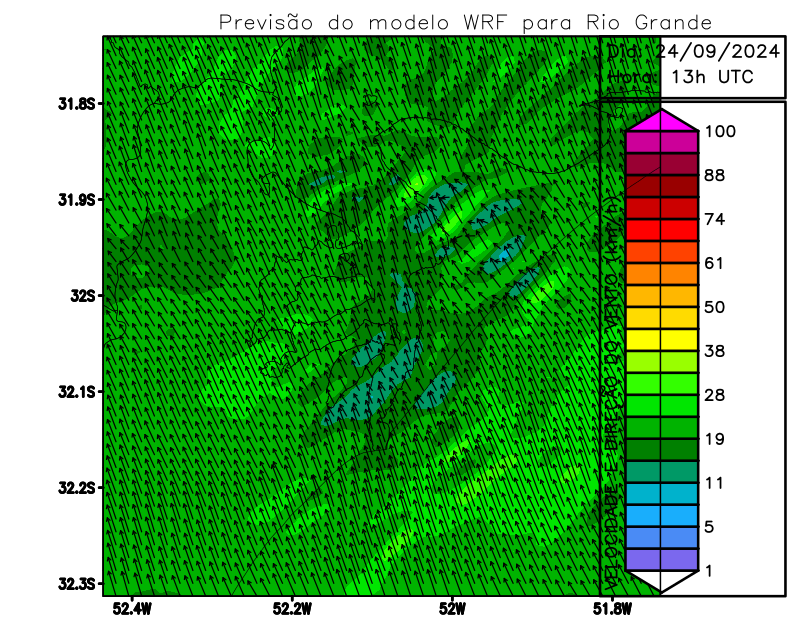 Previsão do modelo WRF para Rio Grande
Dia: 24/09/2024
Hora: 13h UTC
VELOCIDADE E DIREÇÃO DO VENTO (km/h)
100
88
74
61
50
38
28
19
11
5
1
31.8S
31.9S
32S
32.1S
32.2S
32.3S
52.4W 52.2W 52W 51.8W